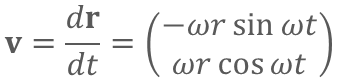 v = dr/dt = (−ωr sin ωt
ωr cos ωt)